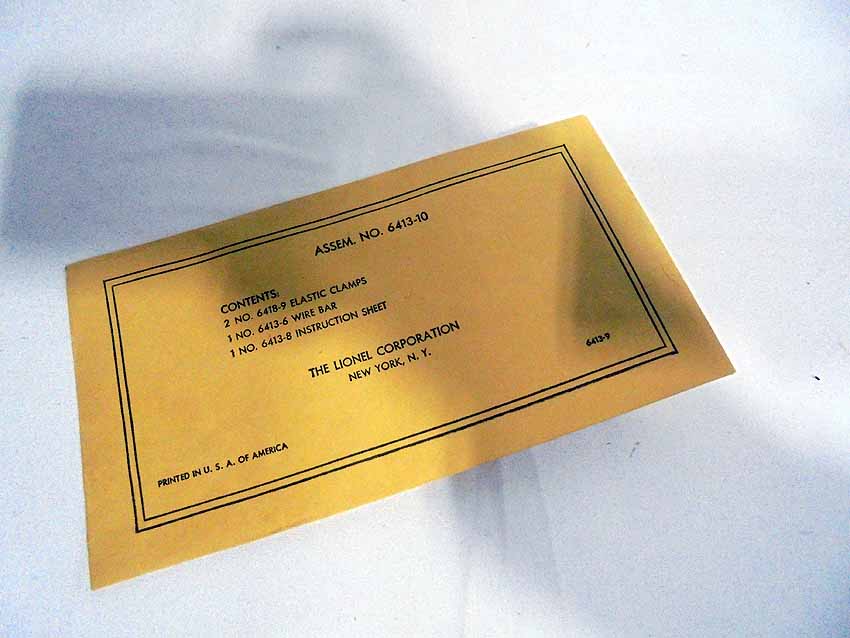 ASSEM. NO. 6413-10
CONTENTS:
2 NO. 6418-9 ELASTIC CLAMPS
1 NO. 6413-6 WIRE BAR
1 NO. 6413-8 INSTRUCTION SHEET
THE LIONEL CORPORATION
NEW YORK, N. Y.
6413-9
PRINTED IN U. S. A. OF AMERICA